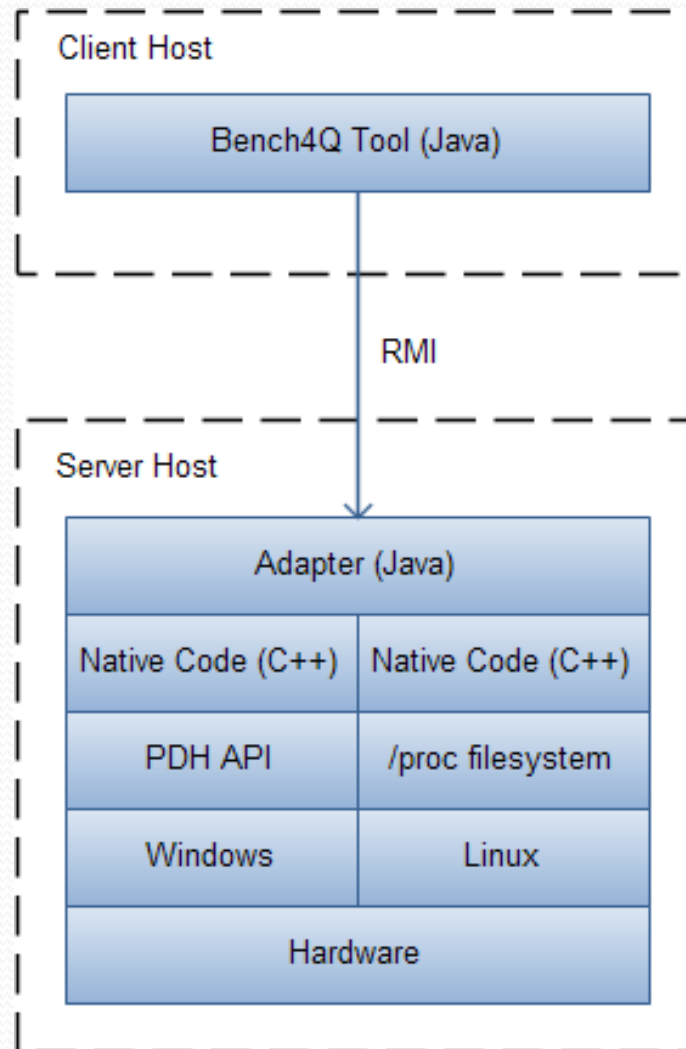 Client Host
Bench4Q Tool (Java)
RMI
Server Host
Adapter (Java)
Native Code (C++)
Native Code (C++)
PDH API
/proc filesystem
Windows
Linux
Hardware